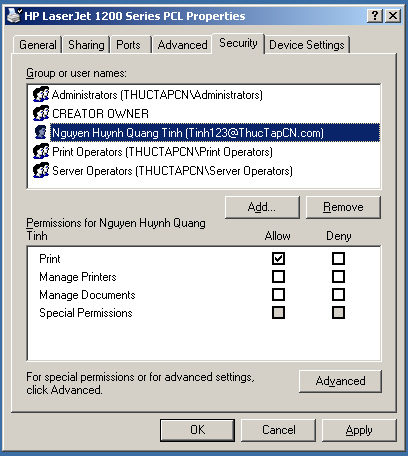 HP LaserJet 1200 Series PCL Properties
General Sharing Ports Advanced Security Device Settings
Group or user names:
Administrators (THUCTAPCN\Administrators)
CREATOR OWNER
Nguyen Huynh Quang Tinh (Tinh123@ThucTapCN.com)
Print Operators (THUCTAPCN\Print Operators)
Server Operators (THUCTAPCN\Server Operators)
Add... Remove
Permissions for Nguyen Huynh Quang
Tinh Allow Deny
Print
Manage Printers
Manage Documents
Special Permissions
For special permissions or for advanced settings,
click Advanced. Advanced
OK Cancel Apply